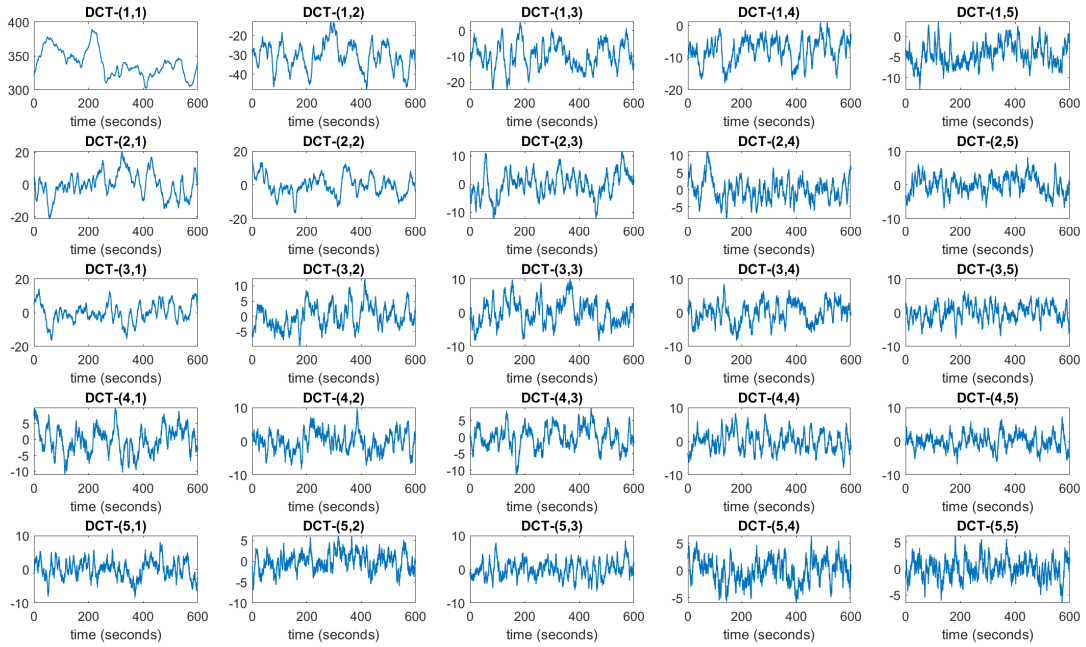 DCT-(1,1) DCT-(1,2) DCT-(1,3) DCT-(1,4) DCT-(1,5)
400 0 0
350 -20 -10 -10 -5
-30
300 -40 -20 -20 -10
0 200 400 600 0 200 400 600 0 200 400 600 0 200 400 600 0 200 400 600
time (seconds) time (seconds) time (seconds) time (seconds) time (seconds)
DCT-(2,1) DCT-(2,2) DCT-(2,3) DCT-(2,4) DCT-(2,5)
20 20 10 10 10
5
0 0 0 0 0
-5
-20 -20 -10 -10
0 200 400 600 0 200 400 600 0 200 400 600 0 200 400 600 0 200 400 600
time (seconds) time (seconds) time (seconds) time (seconds) time (seconds)
DCT-(3,1) DCT-(3,2) DCT-(3,3) DCT-(3,4) DCT-(3,5)
20 10 10 10 10
5
0 0 0 0 0
-5
-20 -10 -10 -10
0 200 400 600 0 200 400 600 0 200 400 600 0 200 400 600 0 200 400 600
time (seconds) time (seconds) time (seconds) time (seconds) time (seconds)
DCT-(4,1) DCT-(4,2) DCT-(4,3) DCT-(4,4) DCT-(4,5)
10 10 10
5 5
0 0 0 0 0
-5 -5
-10 -10 -10 -10 -10
0 200 400 600 0 200 400 600 0 200 400 600 0 200 400 600 0 200 400 600
time (seconds) time (seconds) time (seconds) time (seconds) time (seconds)
DCT-(5,1) DCT-(5,2) DCT-(5,3) DCT-(5,4) DCT-(5,5)
10 5 10 5 5
0 0 0 0 0
-5 -5 -5
-10 -10 -10
0 200 400 600 0 200 400 600 0 200 400 600 0 200 400 600 0 200 400 600
time (seconds) time (seconds) time (seconds) time (seconds) time (seconds)